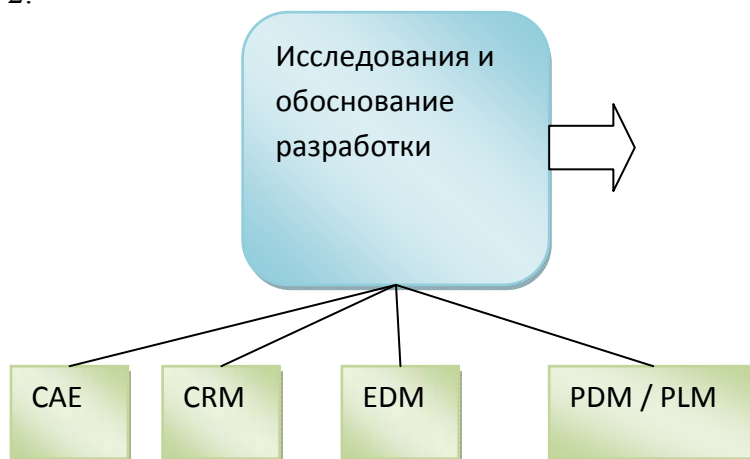 2.
Исследования и
обоснование
разработки
CAE
CRM
EDM
PDM / PLM